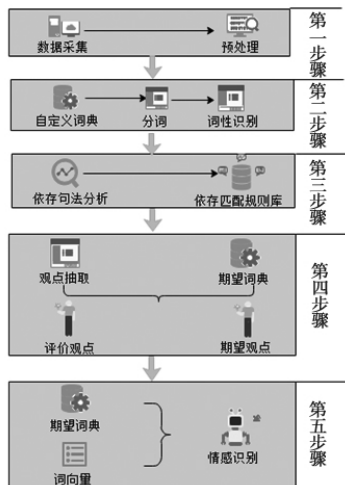 数据采集 预处理
第一步骤
自定义词典 分词 词性识别
第二步骤
依存句法分析 依存匹配规则库
第三步骤
观点抽取 期望词典
评价观点 期望观点
第四步骤
期望词典
词向量
情感识别
第五步骤